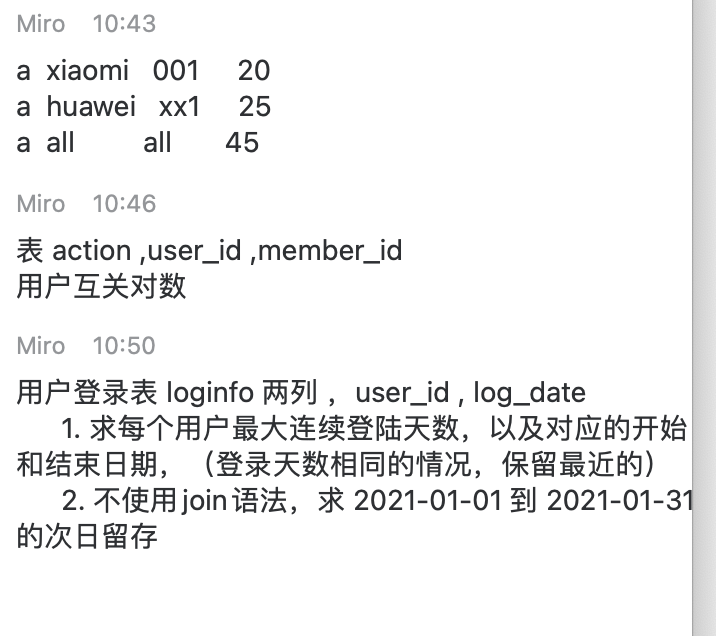 Miro 10:43
a xiaomi 001 20
a huawei xx1 25
a all all 45
Miro 10:46
表 action ,user_id ,member_id
用户互关对数
Miro 10:50
用户登录表 loginfo 两列 ，user_id , log_date
1. 求每个用户最大连续登陆天数，以及对应的开始
和结束日期，（登录天数相同的情况，保留最近的）
2. 不使用join语法，求 2021-01-01 到 2021-01-31
的次日留存